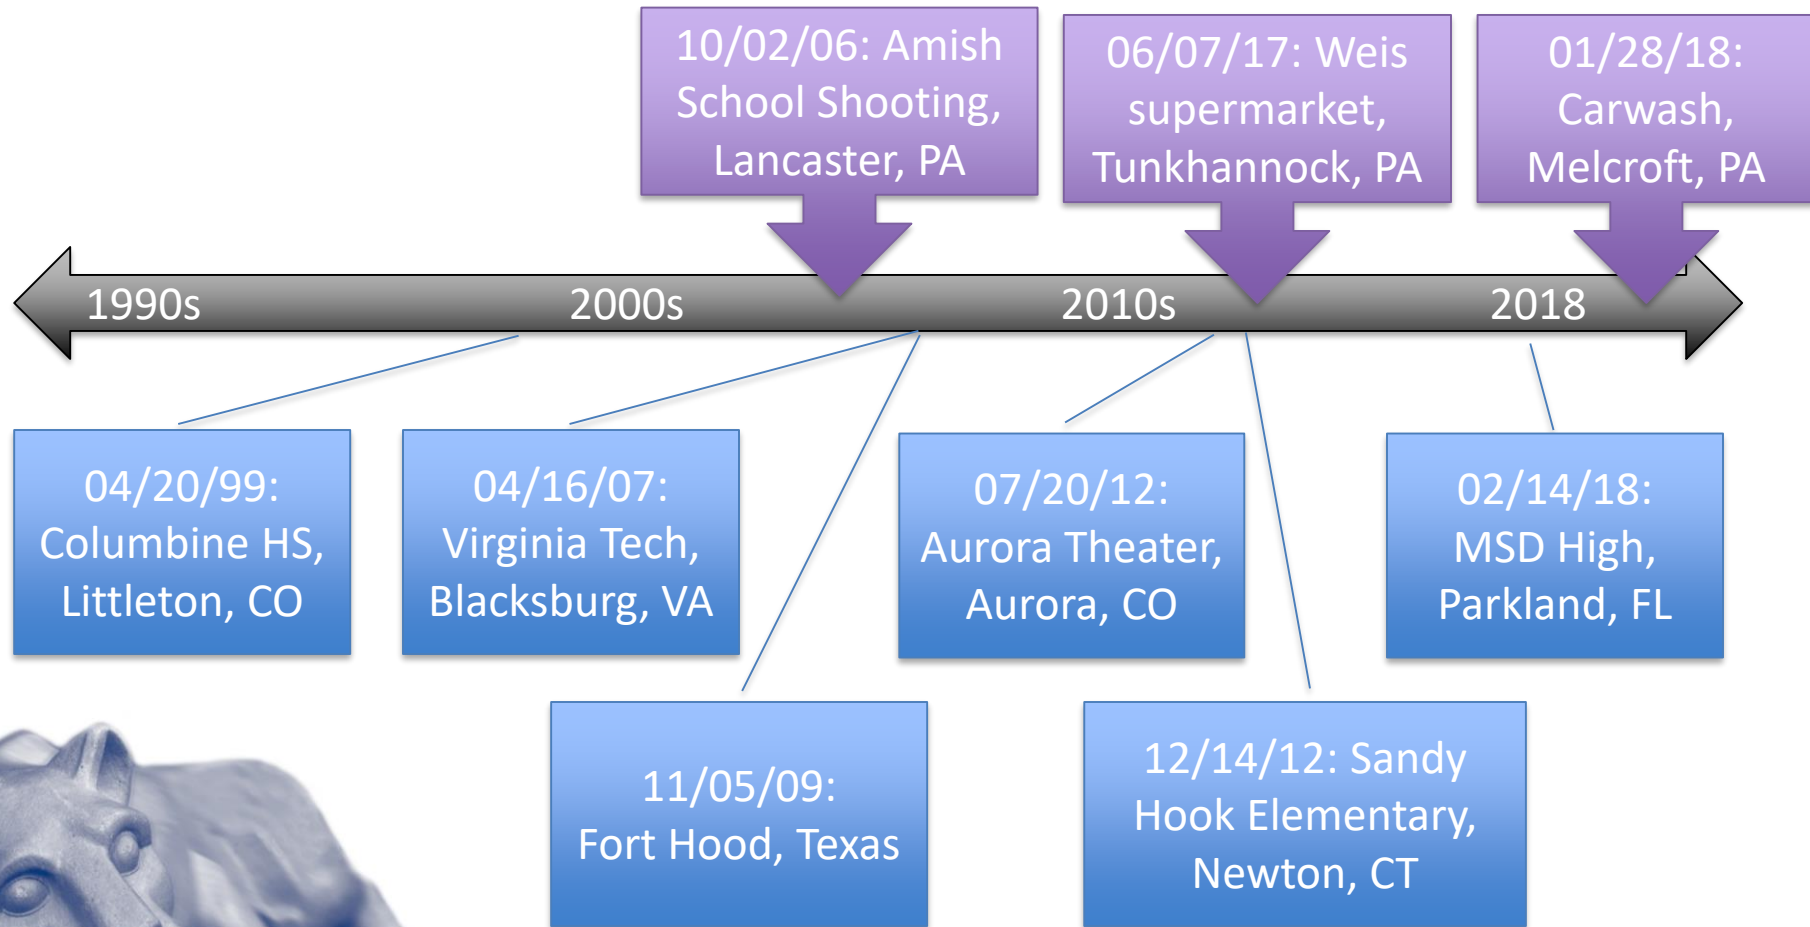 10/02/06: Amish
School Shooting,
Lancaster, PA
06/07/17: Weis
supermarket,
Tunkhannock, PA
01/28/18:
Carwash,
Melcroft, PA
1990s
2000s
2010s
2018
04/20/99:
Columbine HS,
Littleton, CO
04/16/07:
Virginia Tech,
Blacksburg, VA
07/20/12:
Aurora Theater,
Aurora, CO
02/14/18:
MSD High,
Parkland, FL
11/05/09:
Fort Hood, Texas
12/14/12: Sandy
Hook Elementary,
Newton, CT